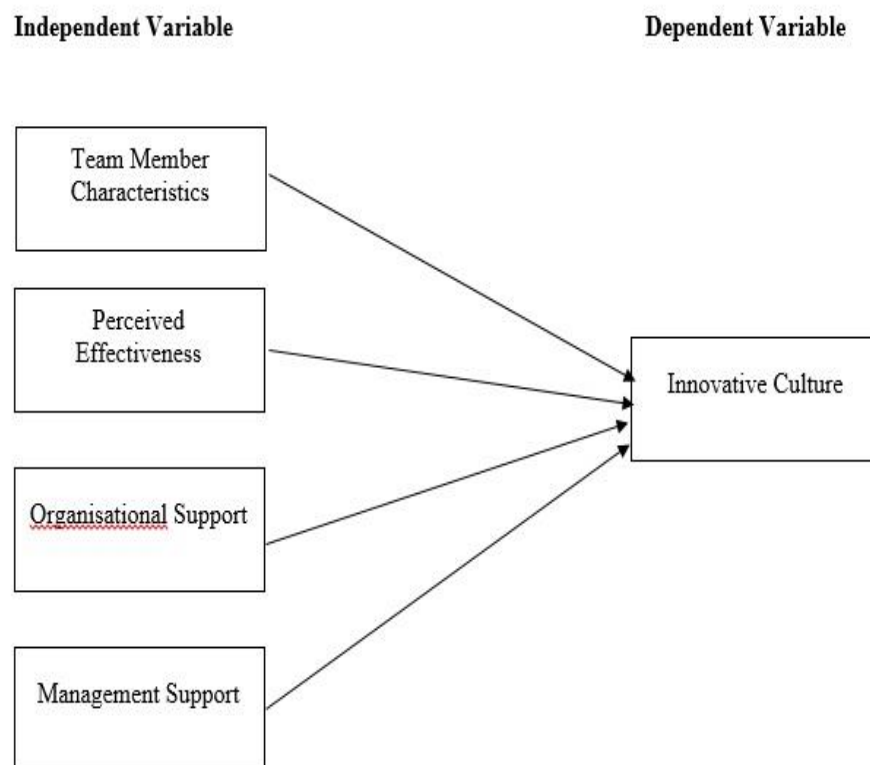 Independent Variable
Dependent Variable
Team Member
Characteristics
Perceived
Effectiveness
Innovative Culture
Organisational Support
Management Support